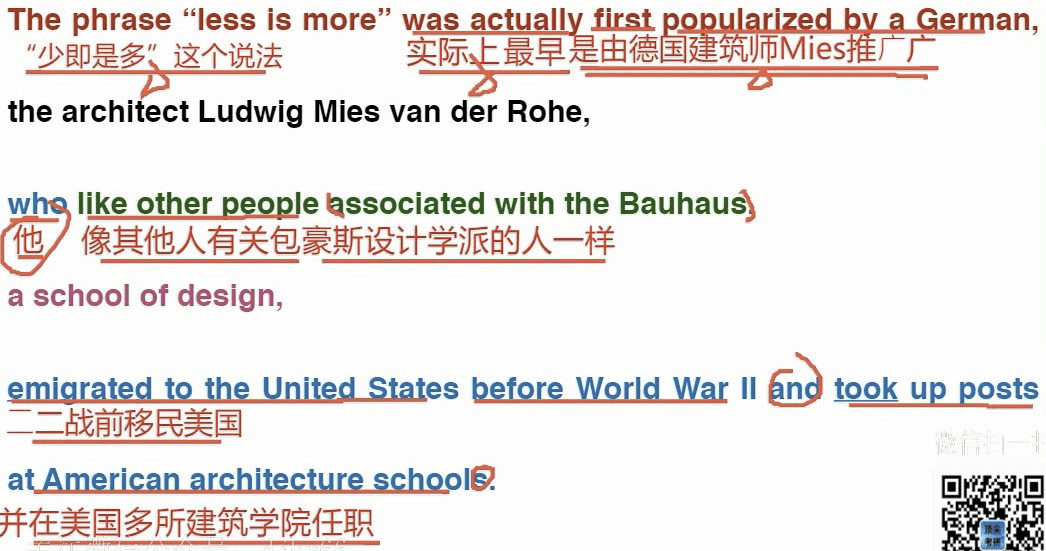 The phrase “less is more” was actually first popularized by a German,
“少即是多”这个说法 实际上最早是由德国建筑师Mies推广广
the architect Ludwig Mies van der Rohe,
who like other people associated with the Bauhaus,
他 像其他人有关包豪斯设计学派的人一样
a school of design,
emigrated to the United States before World War II and took up posts
二二战前移民美国
微信扫一扫
at American architecture schools.
并在美国多所建筑学院任职
顶尖
考研